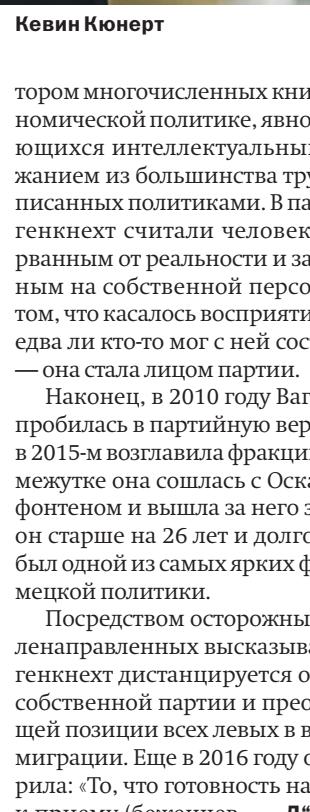 Кевин Кюнерт
тором многочисленных кни
номической политике, явно
ющихся интеллектуальны
жанием из большинства тру
писанных политиками. В па
генкнехт считали человек
рванным от реальности и за
ным на собственной персо
том, что касалось восприяти
едва ли кто-то мог с ней сос
— она стала лицом партии.
Наконец, в 2010 году Ваг
пробилась в партийную вер
в 2015-м возглавила фракци
межутке она сошлась с Оска
фонтеном и вышла за него з
он старше на 26 лет и долго
был одной из самых ярких ф
мецкой политики.
Посредством осторожны
ленаправленных высказыва
генкнехт дистанцируется о
собственной партии и прео
щей позиции всех левых в в
миграции. Еще в 2016 году о
рила: «То, что готовность на
к приему (беженцев